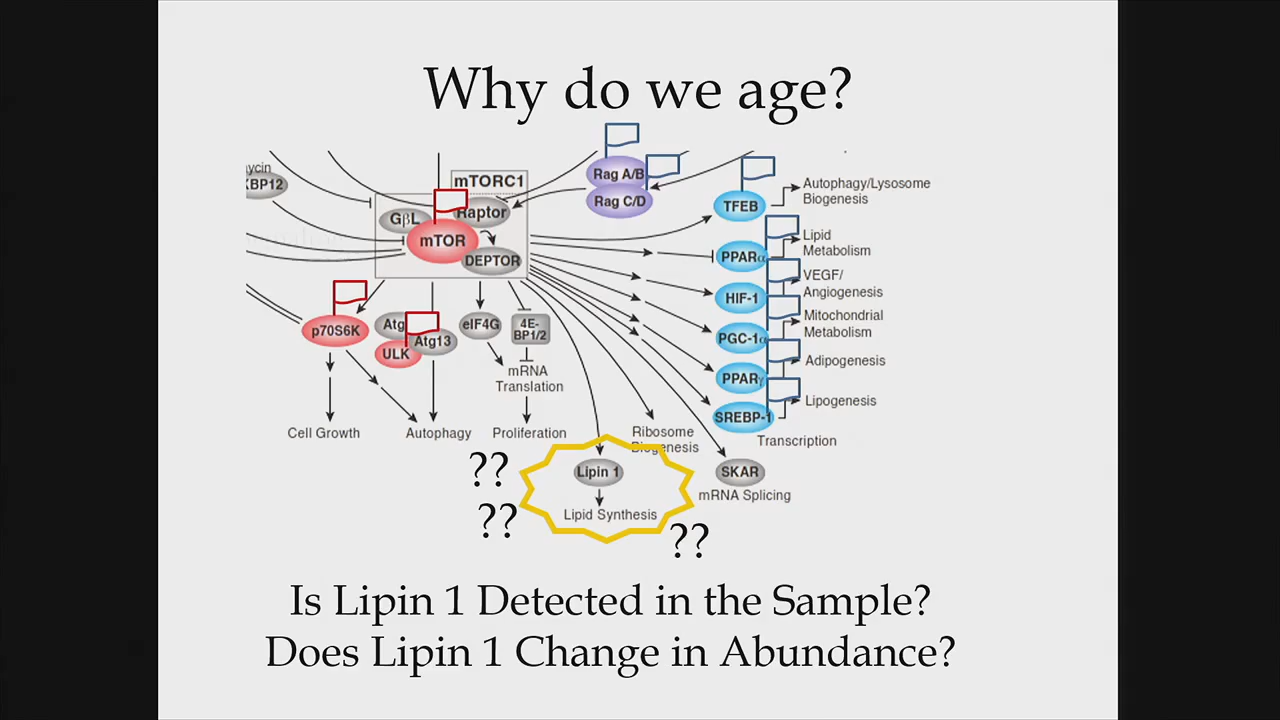 Why do we age?
ycin
KBP12
mTORC1
GβL
Raptor
mTOR
DEPTOR
Rag A/B
Rag C/D
TFEB
Autophagy/Lysosome
Biogenesis
PPARα
Lipid
Metabolism
HIF-1
VEGF/
Angiogenesis
PGC-1α
Mitochondrial
Metabolism
PPARγ
Adipogenesis
SREBP-1
Lipogenesis
Transcription
p70S6K
Atg
Atg13
ULK
eIF4G
4E-
BP1/2
mRNA
Translation
Cell Growth
Autophagy
Proliferation
Ribosome
Biogenesis
??
Lipin 1
SKAR
mRNA Splicing
??
Lipid Synthesis
??
Is Lipin 1 Detected in the Sample?
Does Lipin 1 Change in Abundance?